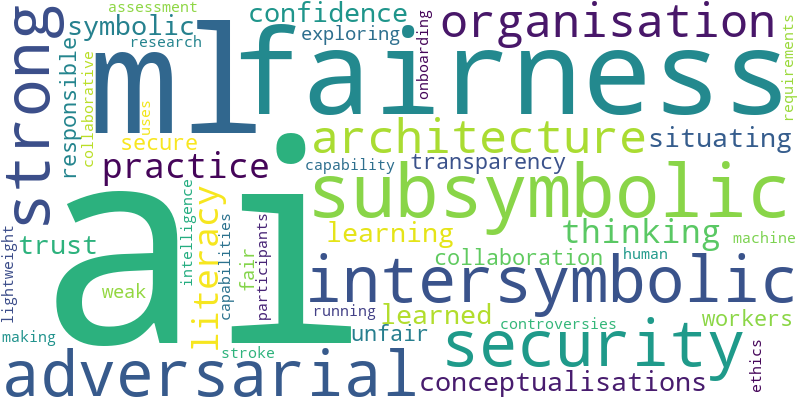 assessment
symbolic
research
confidence
exploring
onboarding
organisation
requirements
strong
responsible
collaborative
ml
uses
secure
fairness
architecture
situating
practice
capability
transparency
subsymbolic
ai
literacy
intelligence
capabilities
fair
participants
learning
thinking
collaboration
human
machine
trust
lightweight
weak
intersymbolic
running
learned
workers
making
unfair
controversies
stroke
security
adversarial
conceptualisations
ethics